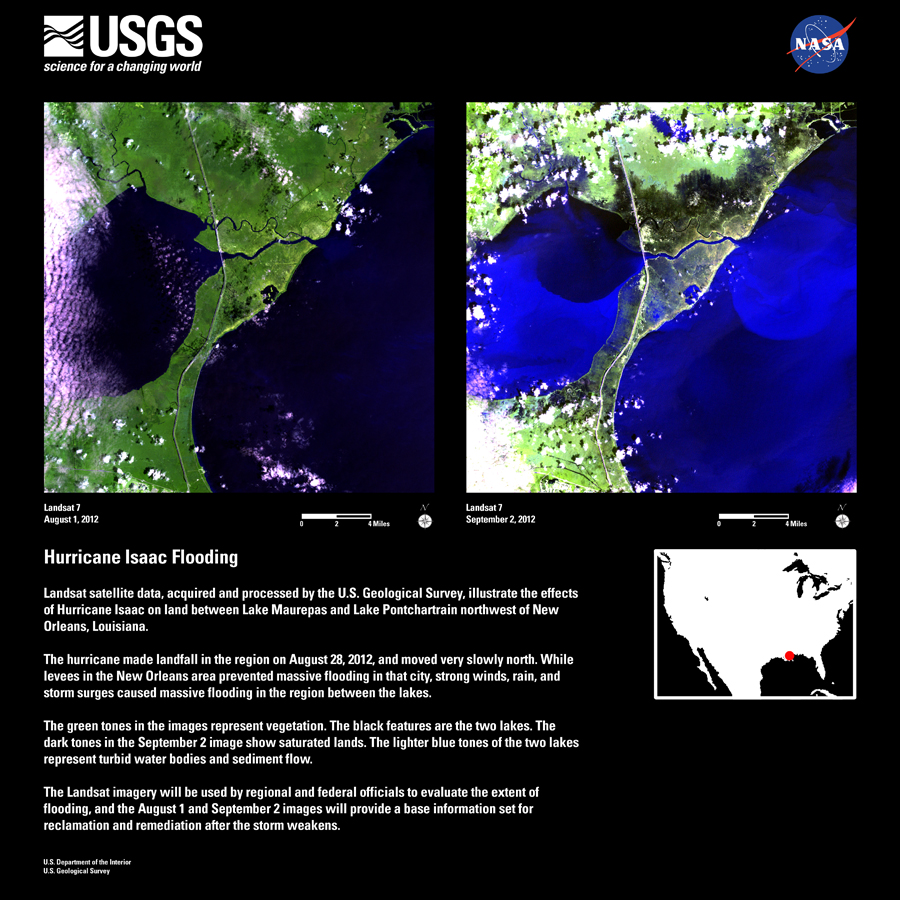 USGS
science for a changing world
NASA
Landsat 7
August 1, 2012
0 2 4 Miles
N
Landsat 7
September 2, 2012
0 2 4 Miles
N
Hurricane Isaac Flooding
Landsat satellite data, acquired and processed by the U.S. Geological Survey, illustrate the effects
of Hurricane Isaac on land between Lake Maurepas and Lake Pontchartrain northwest of New
Orleans, Louisiana.
The hurricane made landfall in the region on August 28, 2012, and moved very slowly north. While
levees in the New Orleans area prevented massive flooding in that city, strong winds, rain, and
storm surges caused massive flooding in the region between the lakes.
The green tones in the images represent vegetation. The black features are the two lakes. The
dark tones in the September 2 image show saturated lands. The lighter blue tones of the two lakes
represent turbid water bodies and sediment flow.
The Landsat imagery will be used by regional and federal officials to evaluate the extent of
flooding, and the August 1 and September 2 images will provide a base information set for
reclamation and remediation after the storm weakens.
U.S. Department of the Interior
U.S. Geological Survey